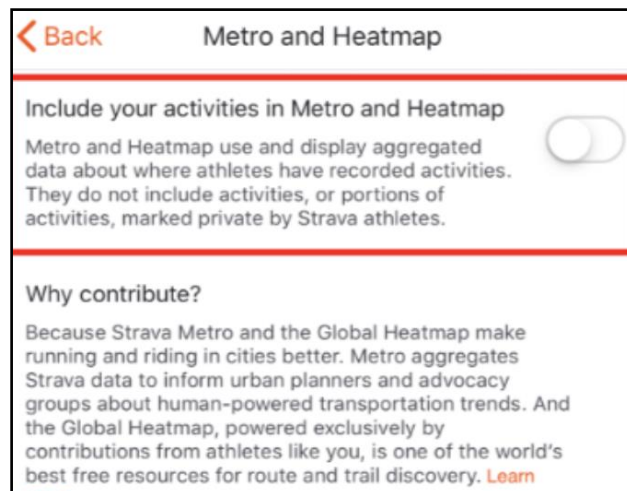 Back Metro and Heatmap
Include your activities in Metro and Heatmap
Metro and Heatmap use and display aggregated
data about where athletes have recorded activities.
They do not include activities, or portions of
activities, marked private by Strava athletes.
Why contribute?
Because Strava Metro and the Global Heatmap make
running and riding in cities better. Metro aggregates
Strava data to inform urban planners and advocacy
groups about human-powered transportation trends. And
the Global Heatmap, powered exclusively by
contributions from athletes like you, is one of the world's
best free resources for route and trail discovery. Learn